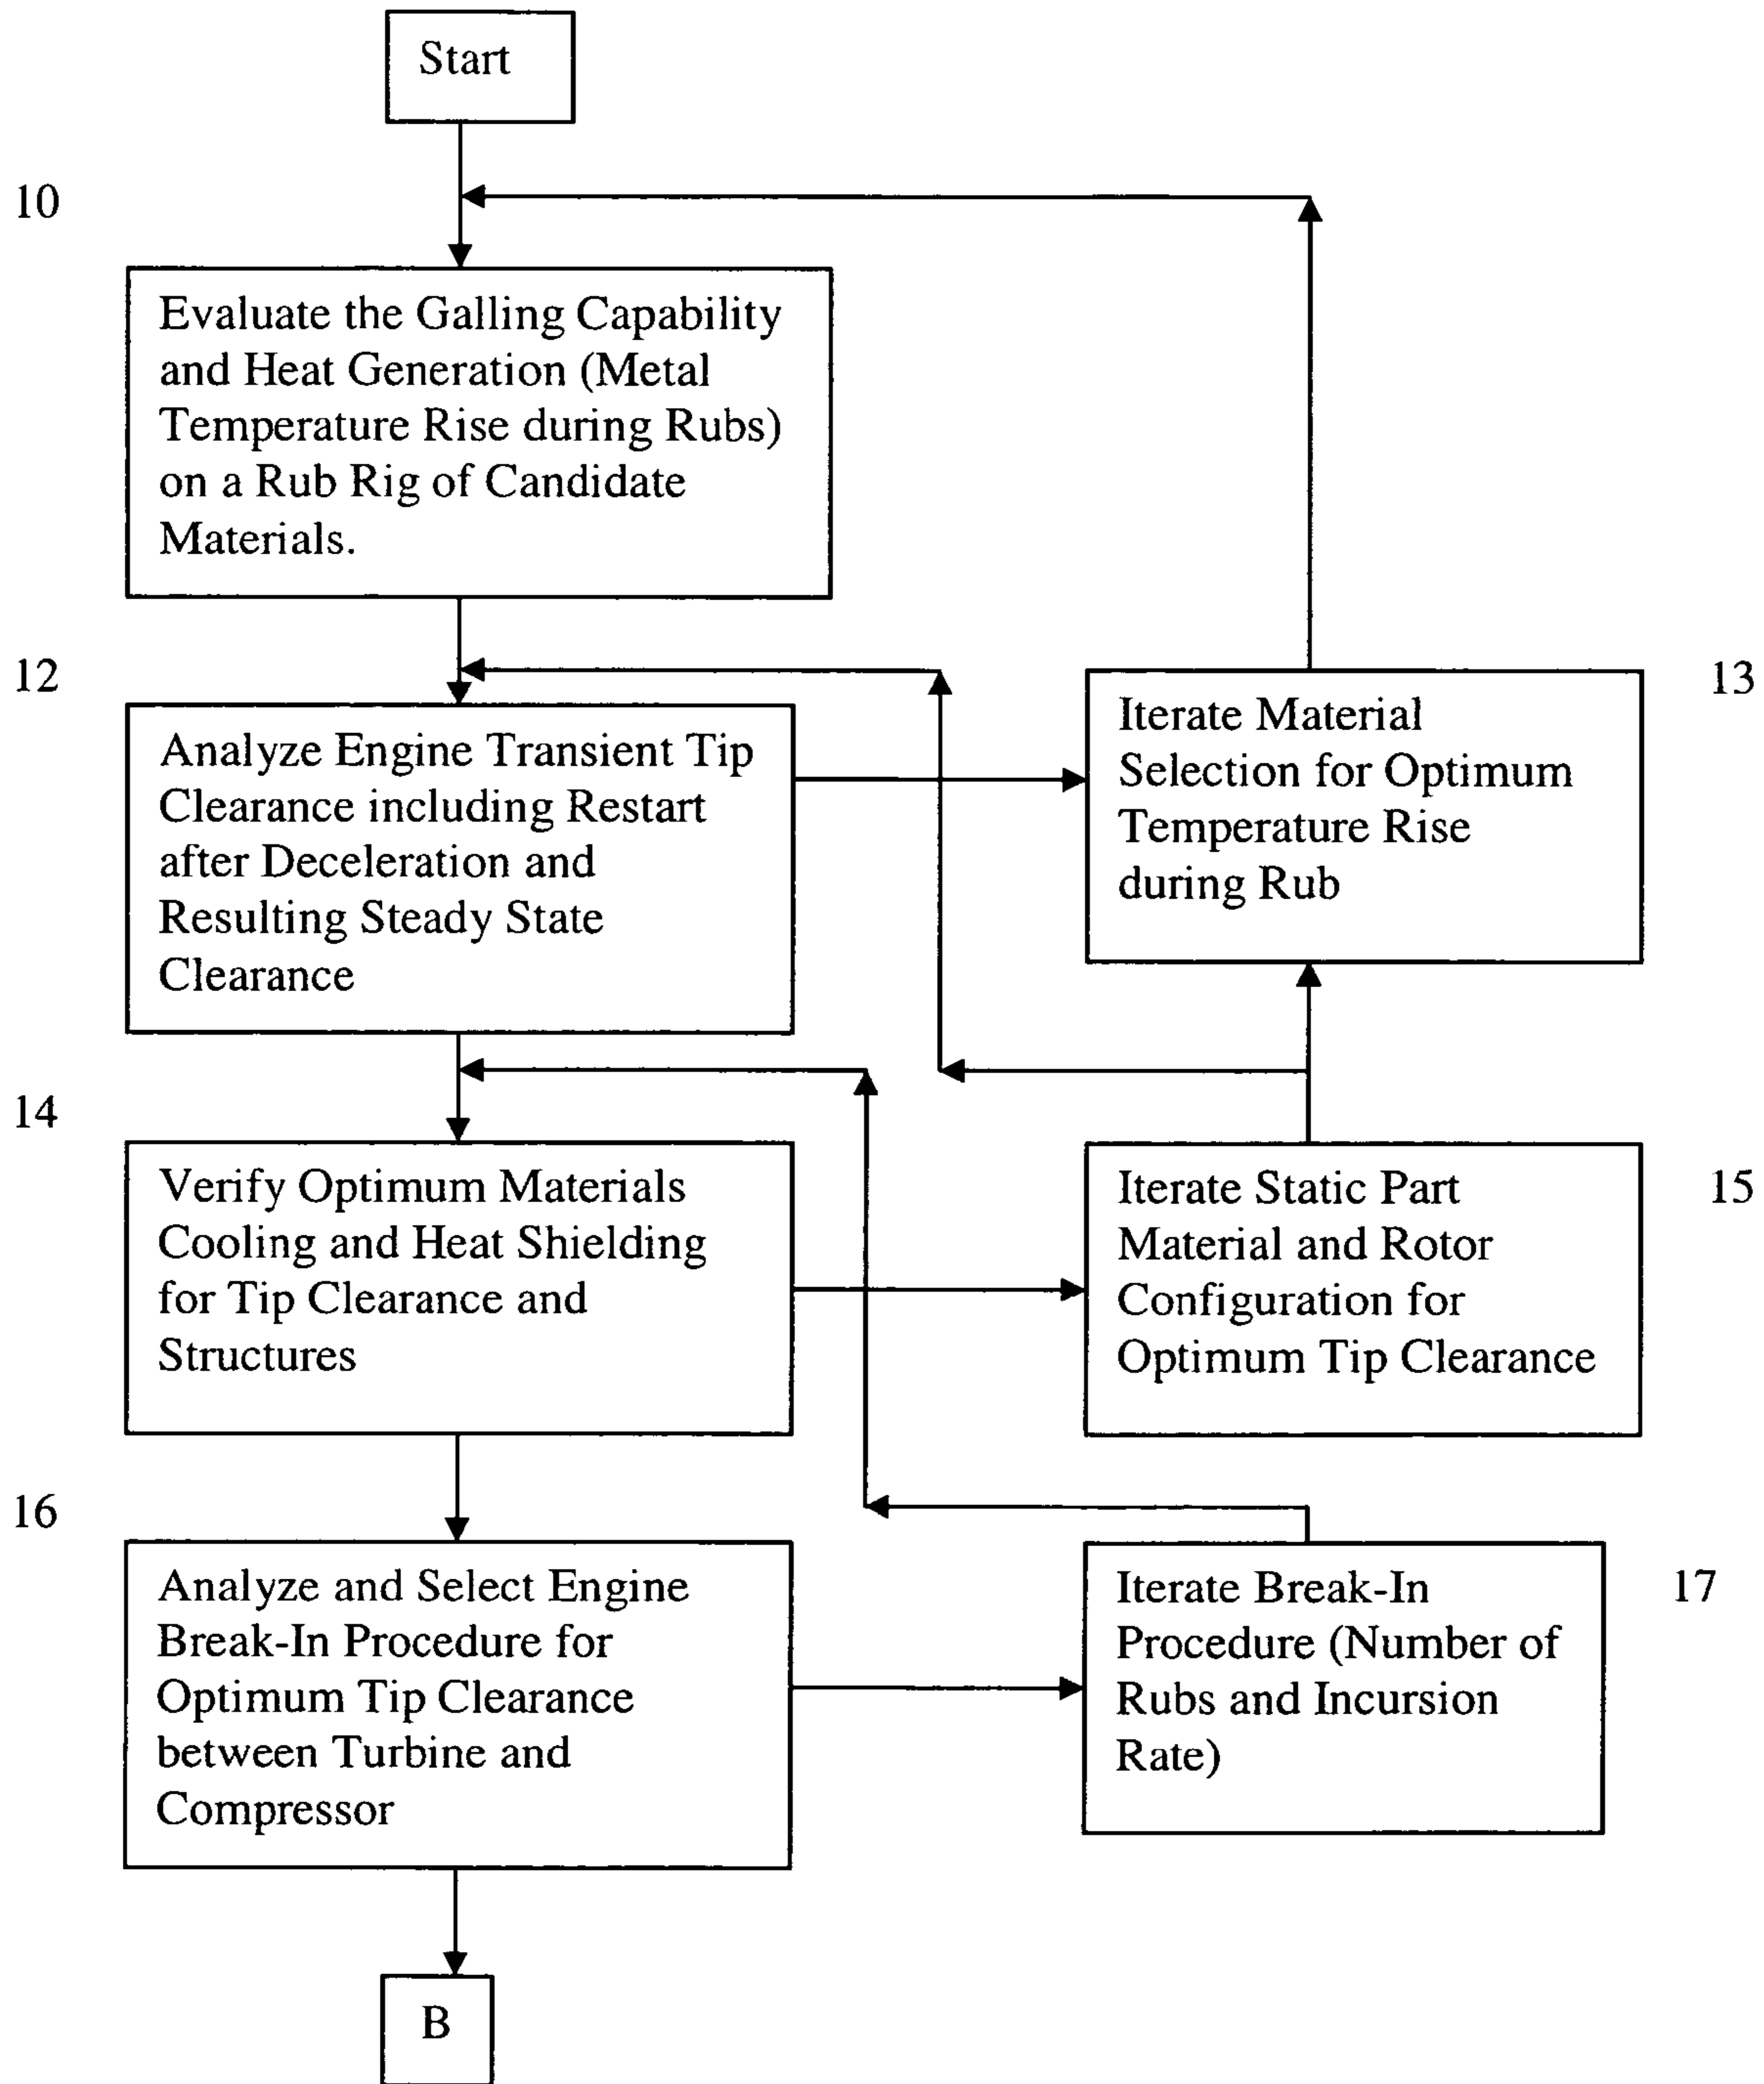 Start
10
Evaluate the Galling Capability
and Heat Generation (Metal
Temperature Rise during Rubs)
on a Rub Rig of Candidate
Materials.
12
Analyze Engine Transient Tip
Clearance including Restart
after Deceleration and
Resulting Steady State
Clearance
13
Iterate Material
Selection for Optimum
Temperature Rise
during Rub
14
Verify Optimum Materials
Cooling and Heat Shielding
for Tip Clearance and
Structures
15
Iterate Static Part
Material and Rotor
Configuration for
Optimum Tip Clearance
16
Analyze and Select Engine
Break-In Procedure for
Optimum Tip Clearance
between Turbine and
Compressor
17
Iterate Break-In
Procedure (Number of
Rubs and Incursion
Rate)
B